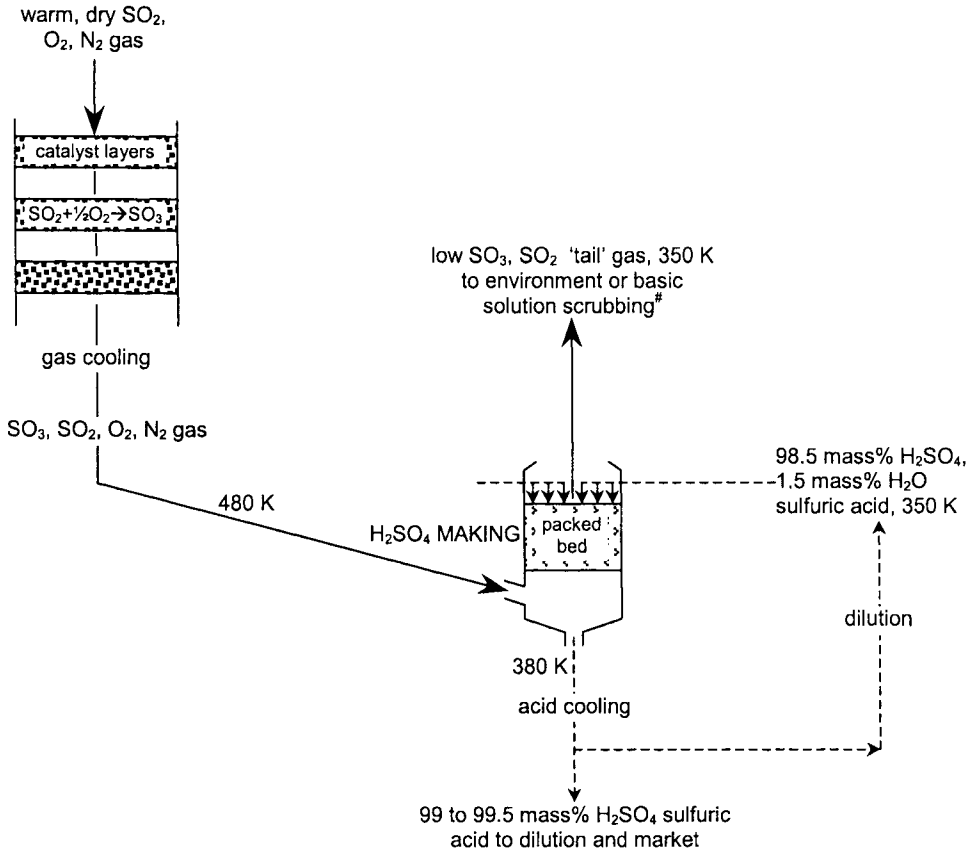 warm, dry SO₂,
O₂, N₂ gas
catalyst layers
SO₂+½O₂→SO₃
gas cooling
SO₃, SO₂, O₂, N₂ gas
480 K
low SO₃, SO₂ 'tail' gas, 350 K
to environment or basic
solution scrubbing#
98.5 mass% H₂SO₄,
1.5 mass% H₂O
sulfuric acid, 350 K
H₂SO₄ MAKING
packed
bed
dilution
380 K
acid cooling
99 to 99.5 mass% H₂SO₄ sulfuric
acid to dilution and market